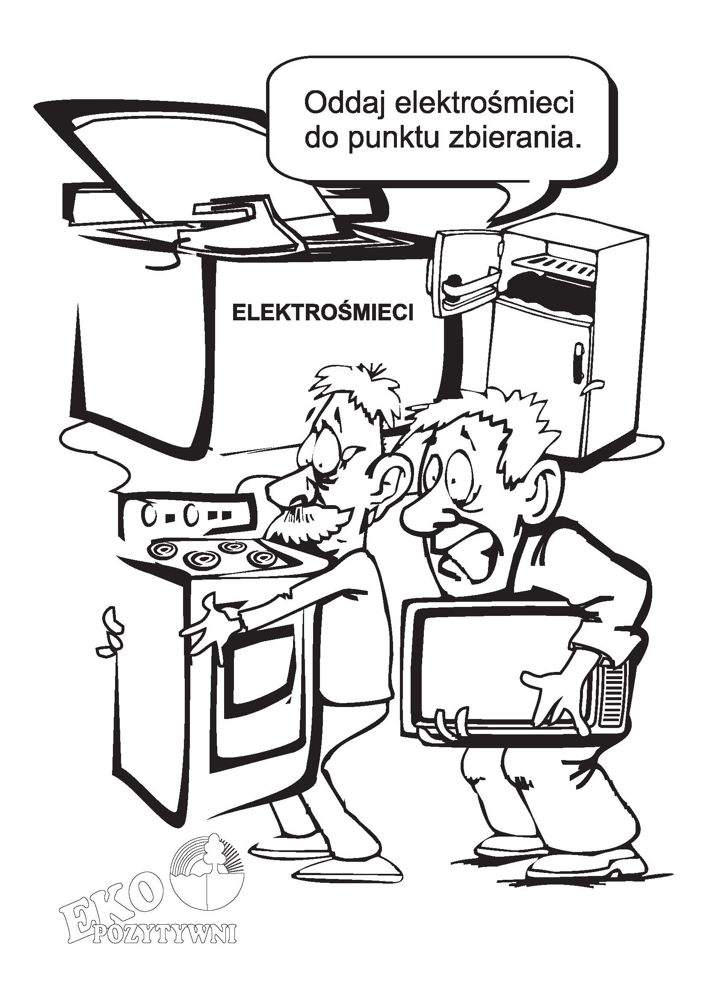 Oddaj elektrośmieci
do punktu zbierania.
ELEKTROŚMIECI
EKO
POZYTYWNI